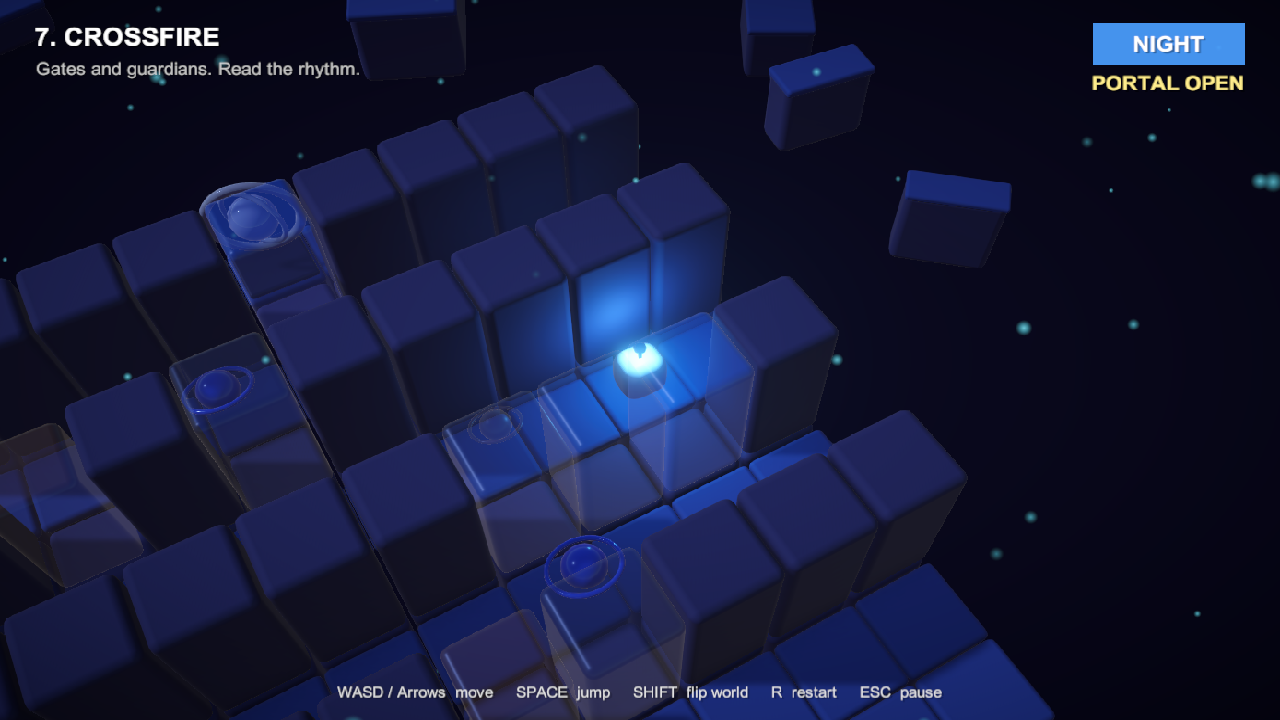 7. CROSSFIRE
Gates and guardians. Read the rhythm.
NIGHT
PORTAL OPEN
WASD / Arrows move SPACE jump SHIFT flip world R restart ESC pause